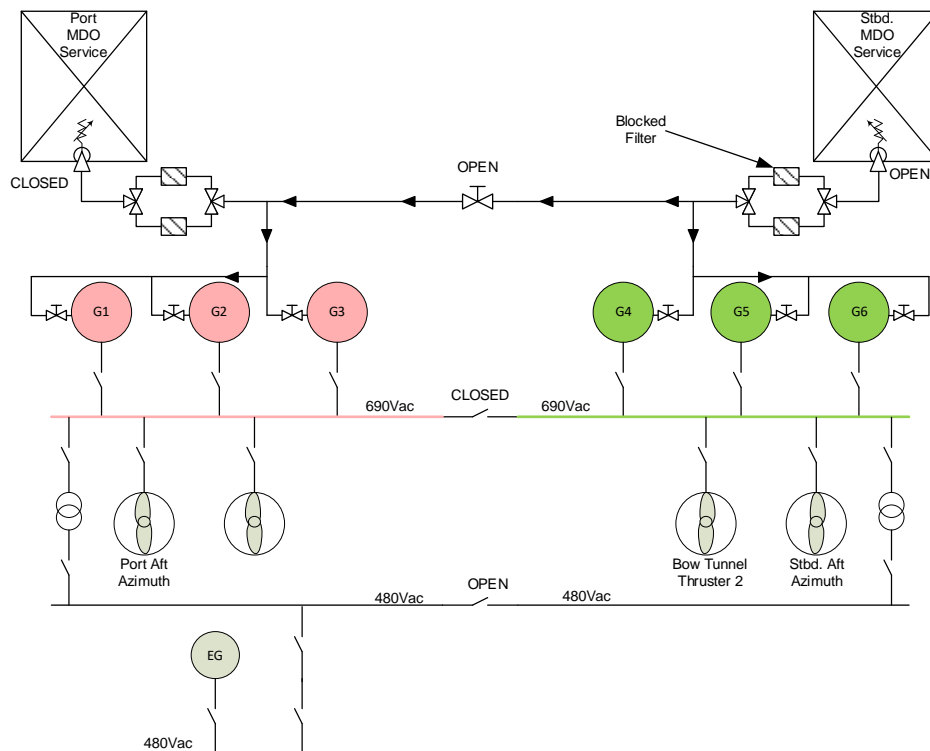 Port
MDO
Service
Stbd.
MDO
Service
Blocked
Filter
CLOSED
OPEN
OPEN
G1
G2
G3
G4
G5
G6
CLOSED
690Vac
690Vac
Port Aft
Azimuth
Bow Tunnel
Thruster 2
Stbd. Aft
Azimuth
OPEN
480Vac
480Vac
EG
480Vac